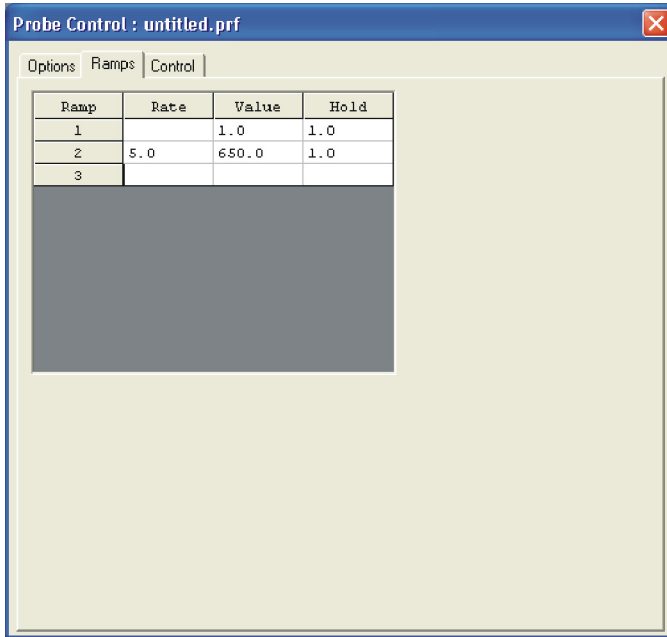 Probe Control : untitled.prf
Options Ramps Control
Ramp Rate Value Hold
1 1.0 1.0
2 5.0 650.0 1.0
3